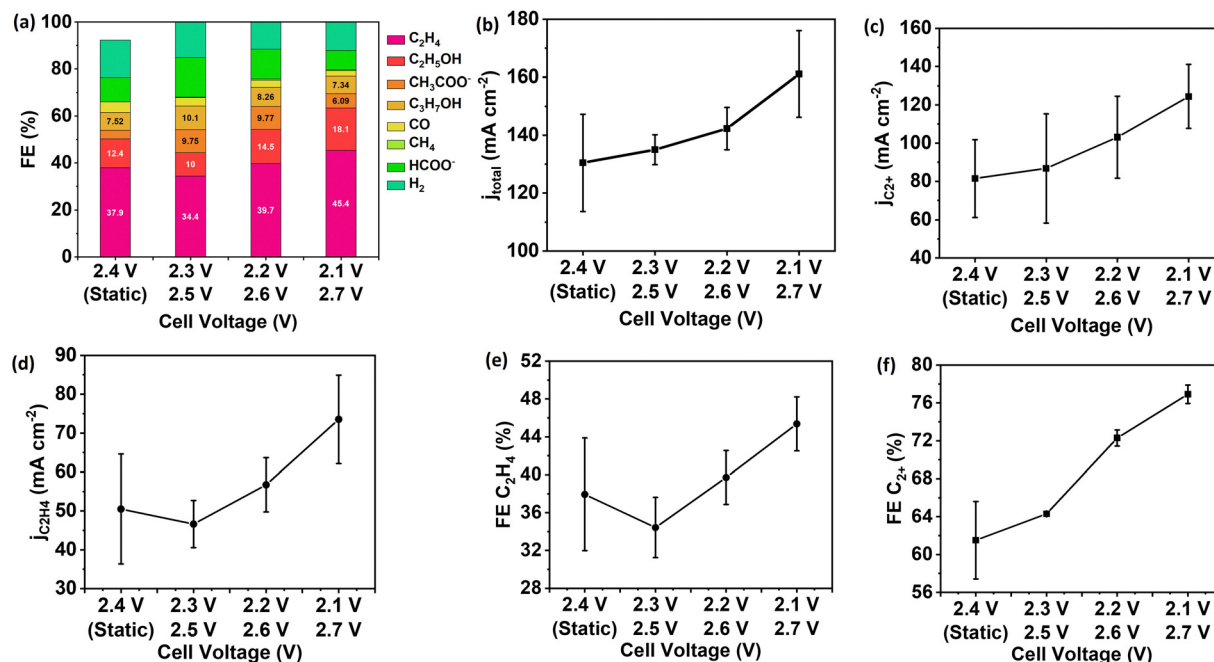 (a)
100
80
60
40
20
0
FE (%)
7.52
12.4
37.9
10.1
9.75
10
34.4
8.26
9.77
14.5
39.7
7.34
6.09
18.1
45.4
2.4 V 2.3 V 2.2 V 2.1 V
(Static) 2.5 V 2.6 V 2.7 V
Cell Voltage (V)
C₂H₄
C₂H₅OH
CH₃COO⁻
C₃H₇OH
CO
CH₄
HCOO⁻
H₂
(b)
180
160
140
120
100
j_total (mA cm⁻²)
2.4 V 2.3 V 2.2 V 2.1 V
(Static) 2.5 V 2.6 V 2.7 V
Cell Voltage (V)
(c)
160
140
120
100
80
60
40
j_C2+ (mA cm⁻²)
2.4 V 2.3 V 2.2 V 2.1 V
(Static) 2.5 V 2.6 V 2.7 V
Cell Voltage (V)
(d)
90
80
70
60
50
40
30
j_C2H4 (mA cm⁻²)
2.4 V 2.3 V 2.2 V 2.1 V
(Static) 2.5 V 2.6 V 2.7 V
Cell Voltage (V)
(e)
52
48
44
40
36
32
28
FE C₂H₄ (%)
2.4 V 2.3 V 2.2 V 2.1 V
(Static) 2.5 V 2.6 V 2.7 V
Cell Voltage (V)
(f)
80
76
72
68
64
60
56
FE C₂₊ (%)
2.4 V 2.3 V 2.2 V 2.1 V
(Static) 2.5 V 2.6 V 2.7 V
Cell Voltage (V)